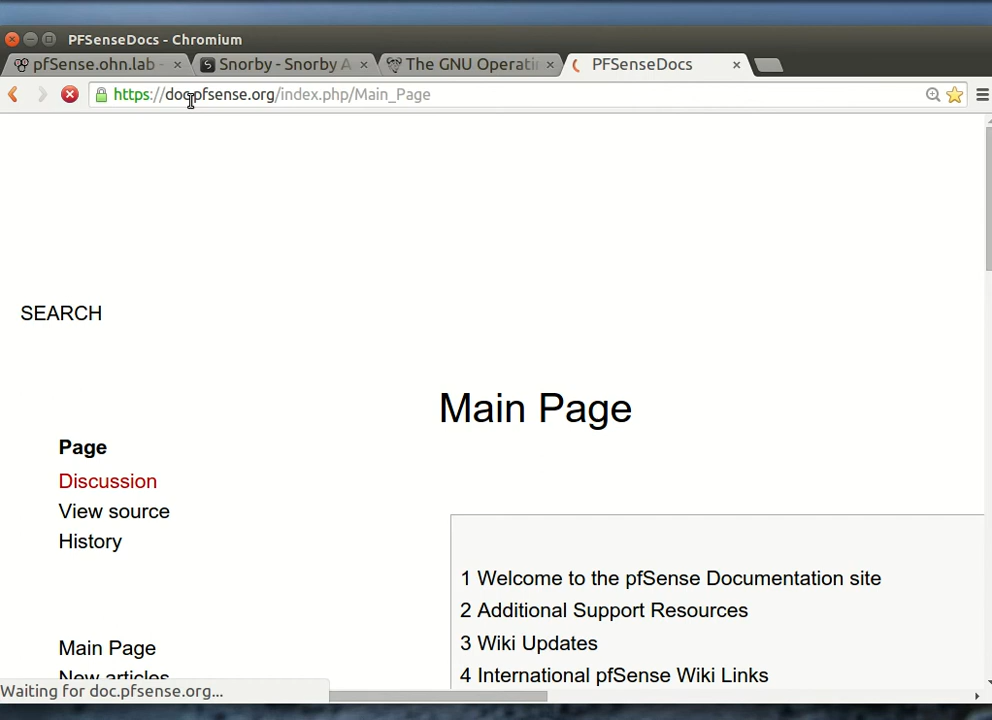 PFSenseDocs - Chromium
pfSense.ohn.lab - Snorby - Snorby A The GNU Operati PFSenseDocs
https://doc.pfsense.org/index.php/Main_Page
SEARCH
Main Page
Page
Discussion
View source
History
1 Welcome to the pfSense Documentation site
2 Additional Support Resources
3 Wiki Updates
4 International pfSense Wiki Links
Main Page
New articles
Waiting for doc.pfsense.org...